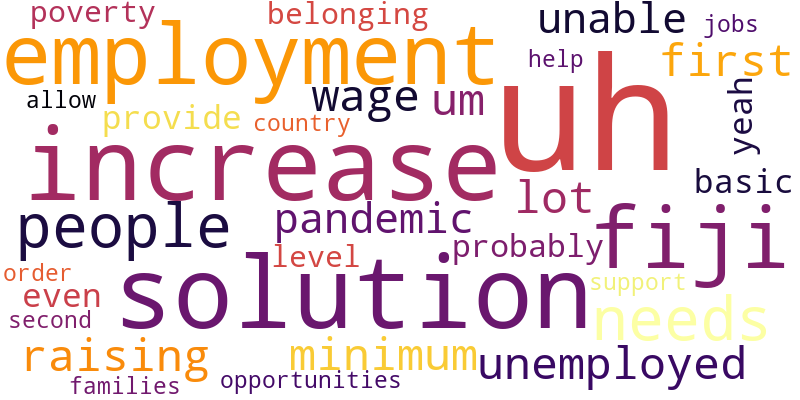 poverty
belonging
unable
jobs
employment
uh
help
first
allow
wage
um
yeah
provide
country
increase
lot
basic
people
pandemic
fiji
probably
level
solution
order
even
support
second
needs
raising
minimum
unemployed
families
opportunities